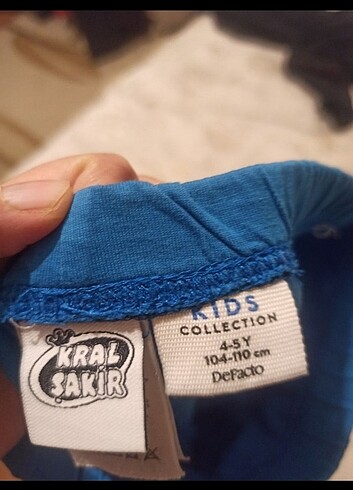 KRAL
ŞAKİR
KIDS
COLLECTION
4-5 Y
104-110 cm
DeFacto